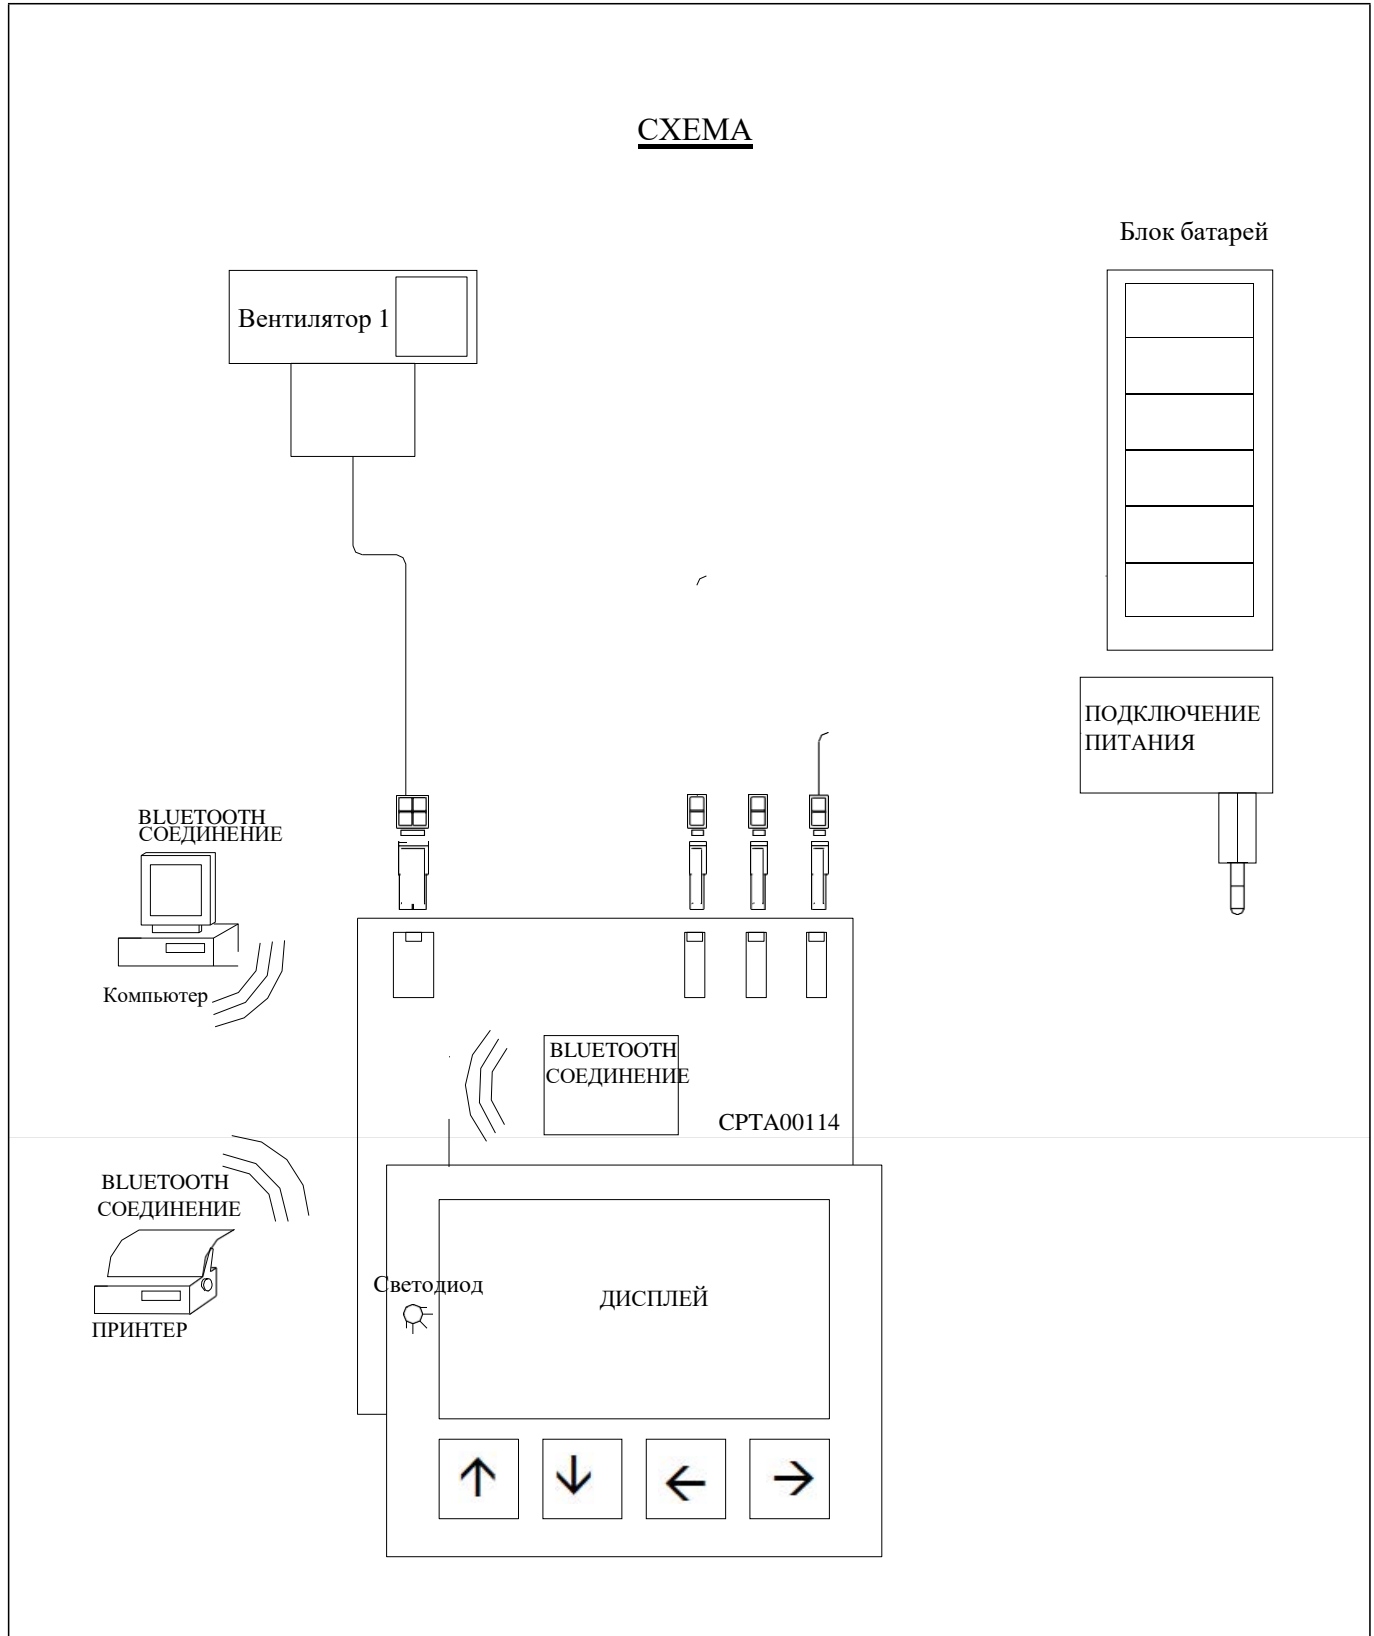 СХЕМА
Блок батарей
Вентилятор 1
ПОДКЛЮЧЕНИЕ
ПИТАНИЯ
BLUETOOTH
СОЕДИНЕНИЕ
Компьютер
BLUETOOTH
СОЕДИНЕНИЕ
CPTA00114
BLUETOOTH
СОЕДИНЕНИЕ
ПРИНТЕР
Светодиод
ДИСПЛЕЙ